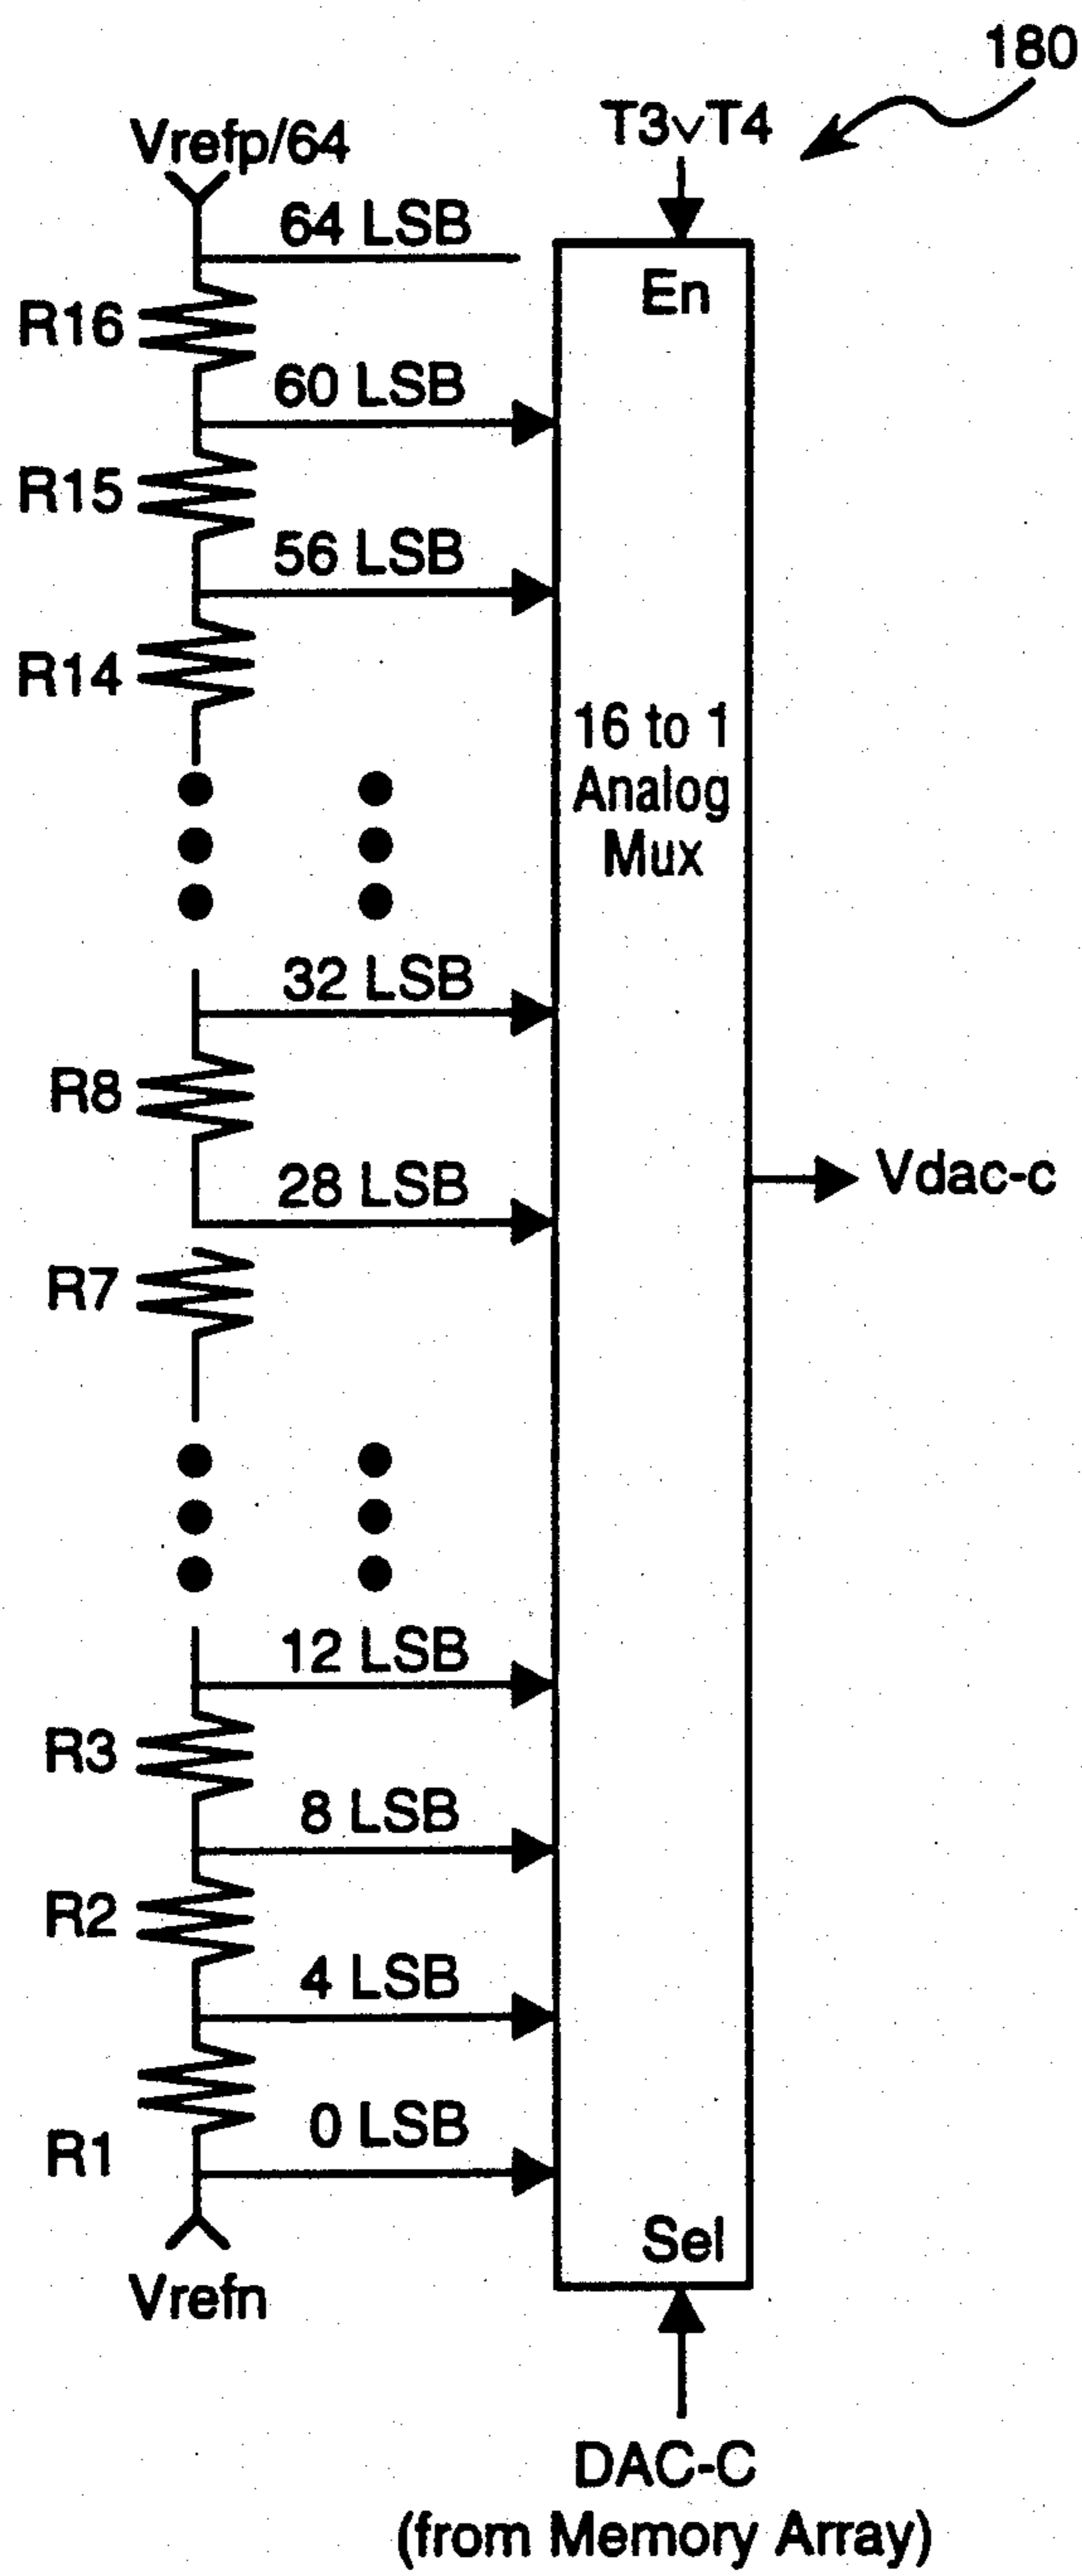 180
T3∨T4
Vrefp/64
64 LSB
En
R16
60 LSB
R15
56 LSB
R14
16 to 1
Analog
Mux
32 LSB
R8
Vdac-c
28 LSB
R7
12 LSB
R3
8 LSB
R2
4 LSB
0 LSB
R1
Sel
Vrefn
DAC-C
(from Memory Array)